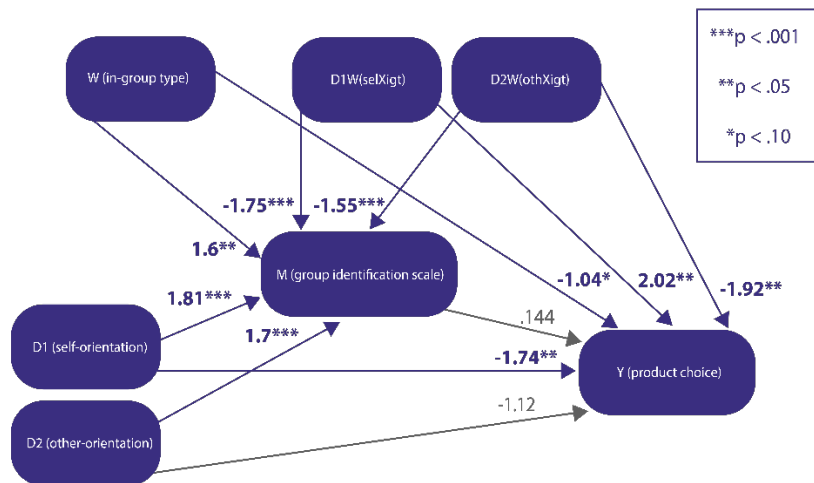 ***p < .001
**p < .05
*p < .10
W (in-group type)
D1W(selXigt)
D2W(othXigt)
-1.75***
-1.55***
1.6**
M (group identification scale)
-1.04*
2.02**
-1.92**
1.81***
1.7***
.144
D1 (self-orientation)
-1.74**
Y (product choice)
-1.12
D2 (other-orientation)